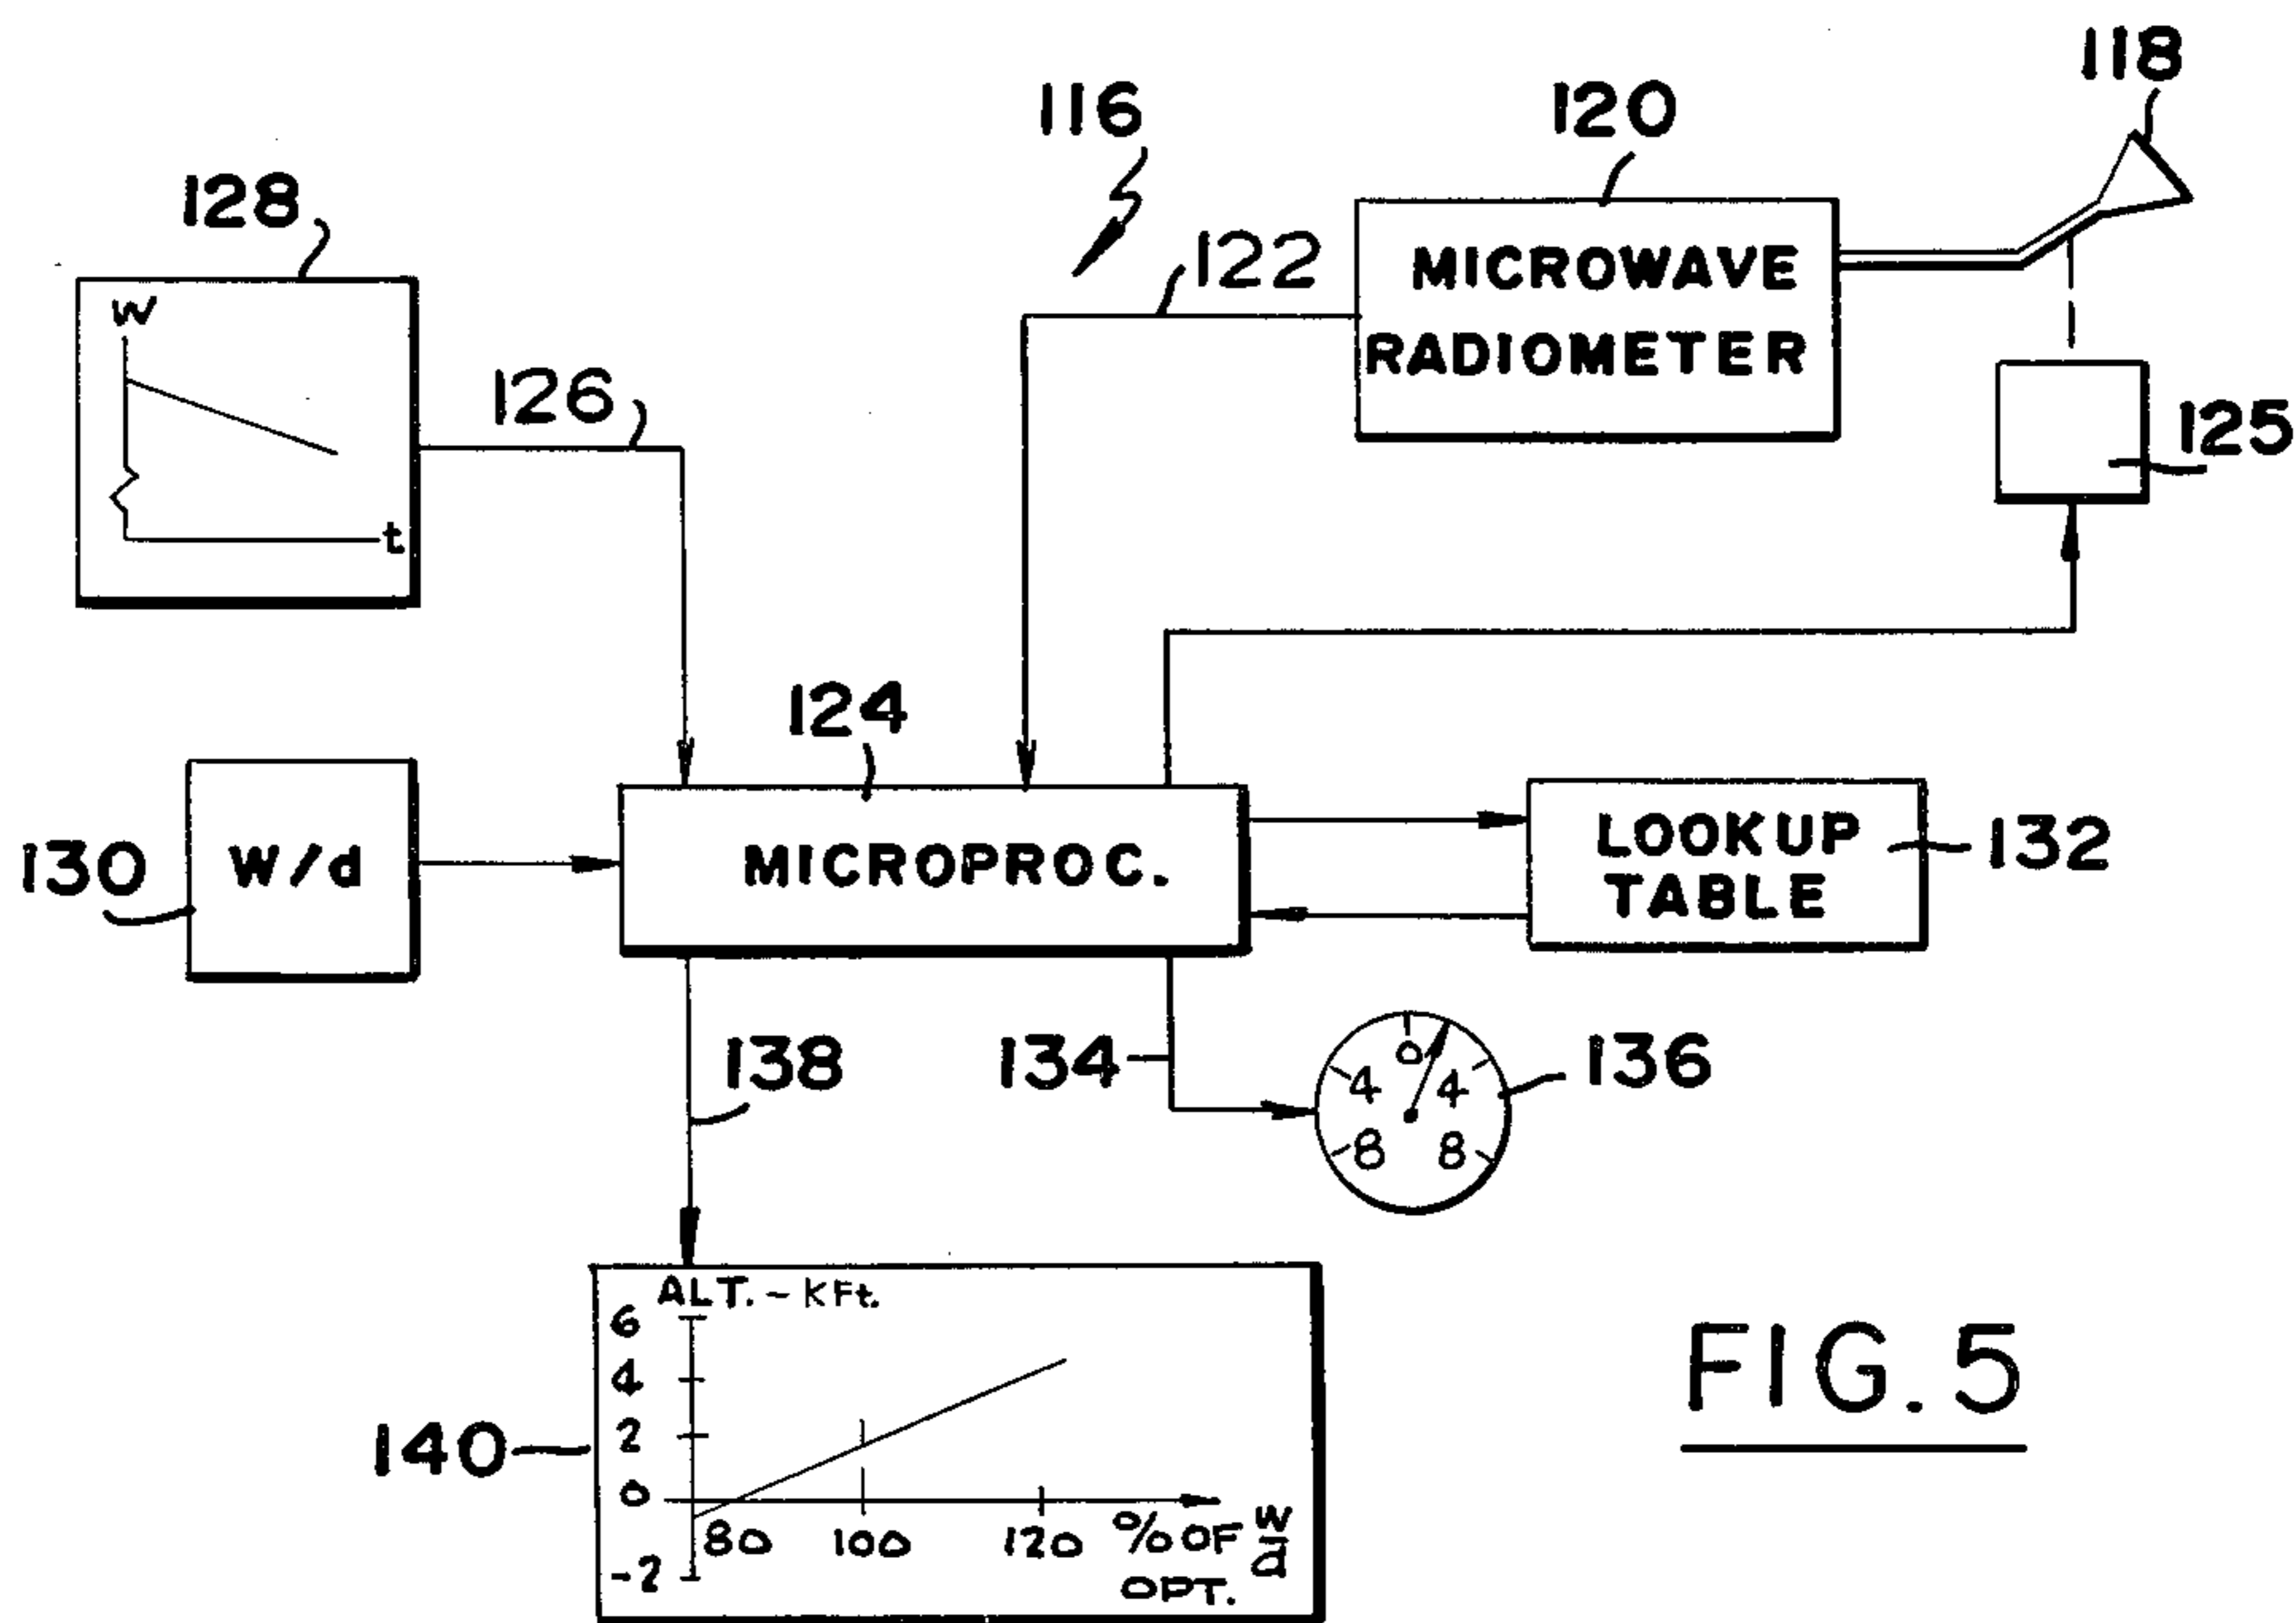 118
116
120
128
122
MICROWAVE
RADIOMETER
W
126
125
t
124
130
W/d
MICROPROC.
LOOKUP
TABLE
132
138
134
0
4
4
8
8
136
ALT. - KFt.
6
4
2
0
-2
140
80
100
120
% OF W/d
OPT.
FIG. 5